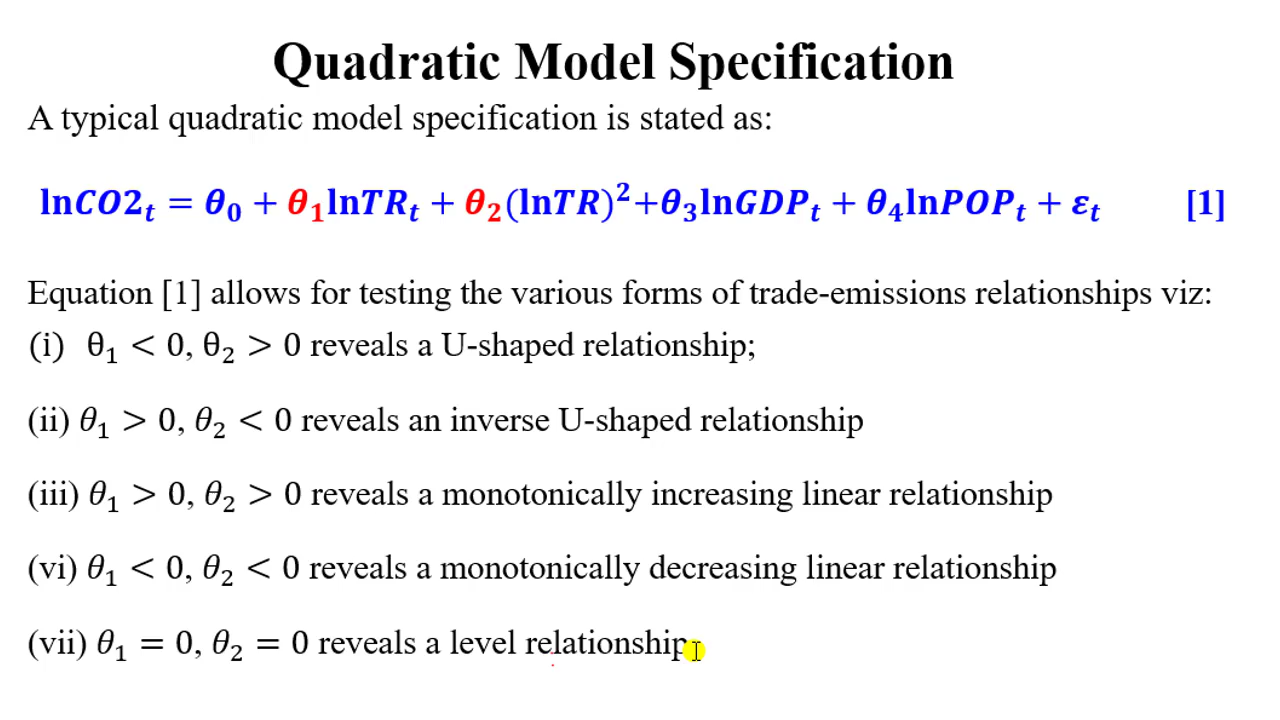 Quadratic Model Specification
A typical quadratic model specification is stated as:
lnCO2ₜ = θ₀ + θ₁lnTRₜ + θ₂(lnTR)²+θ₃lnGDPₜ + θ₄lnPOPₜ + εₜ [1]
Equation [1] allows for testing the various forms of trade-emissions relationships viz:
(i) θ₁ < 0, θ₂ > 0 reveals a U-shaped relationship;
(ii) θ₁ > 0, θ₂ < 0 reveals an inverse U-shaped relationship
(iii) θ₁ > 0, θ₂ > 0 reveals a monotonically increasing linear relationship
(vi) θ₁ < 0, θ₂ < 0 reveals a monotonically decreasing linear relationship
(vii) θ₁ = 0, θ₂ = 0 reveals a level relationship